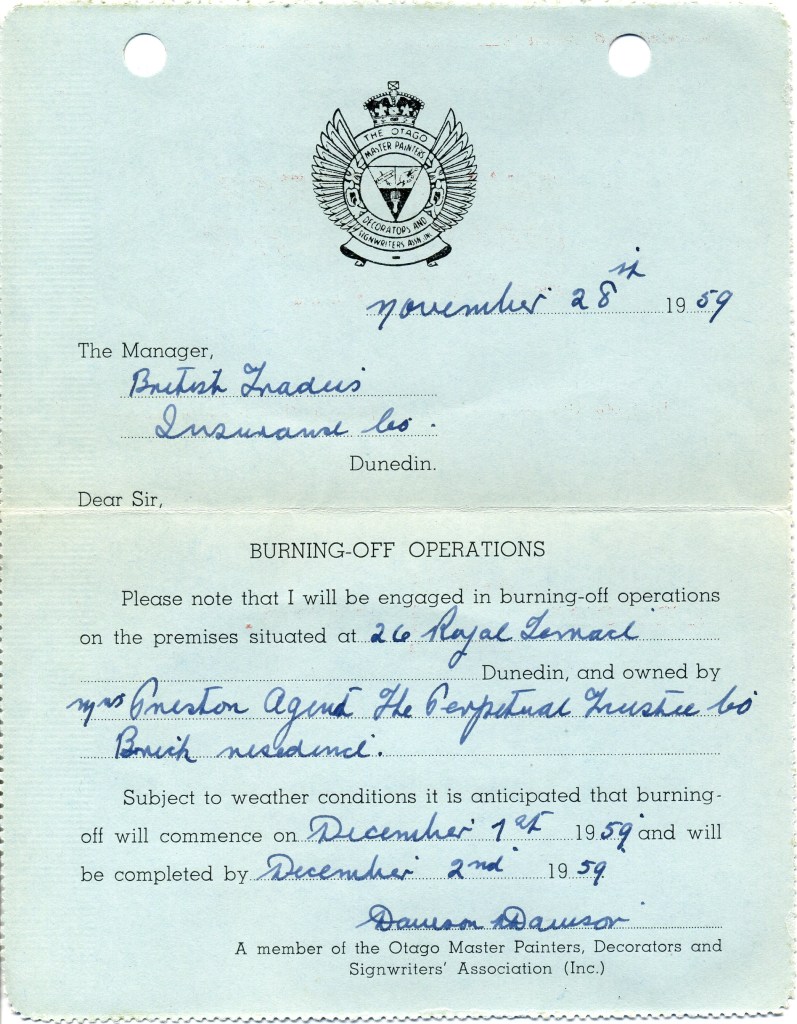 THE OTAGO
MASTER PAINTERS
DECORATORS AND
SIGNWRITERS ASSN. INC.
November 28th 1959
The Manager,
British Traders
Insurance Co.
Dunedin.
Dear Sir,
BURNING-OFF OPERATIONS
Please note that I will be engaged in burning-off operations
on the premises situated at 26 Royal Terrace
Dunedin, and owned by
Mrs Preston Agent The Perpetual Trustee Co
Brick residence.
Subject to weather conditions it is anticipated that burning-
off will commence on December 1st 1959 and will
be completed by December 2nd 1959
Dawson & Dawson
A member of the Otago Master Painters, Decorators and
Signwriters' Association (Inc.)